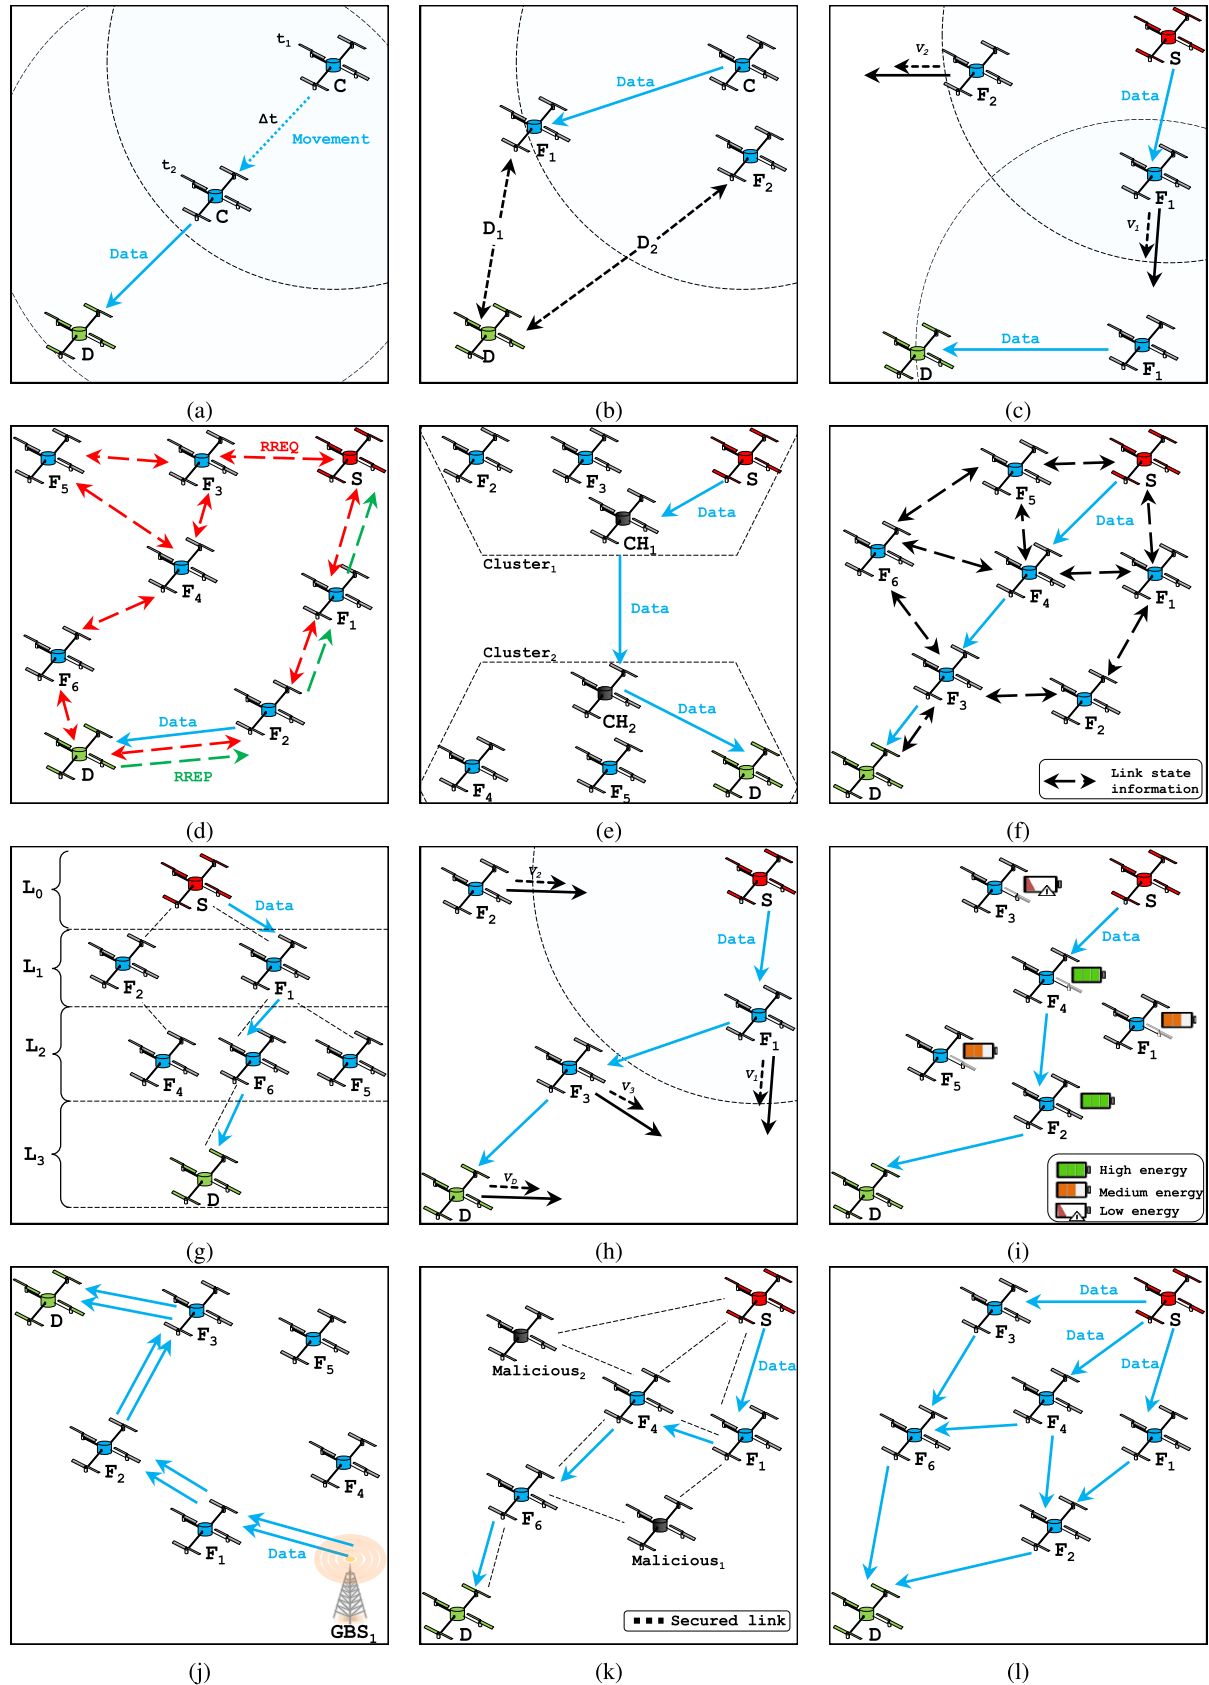 t1
C
Δt
Movement
t2
C
Data
D
(a)
Data
C
F1
F2
D1
D2
D
(b)
V2
S
F2
Data
F1
V1
Data
D
F1
(c)
RREQ
F5
F3
S
F4
F1
F6
F2
Data
D
RREP
(d)
F2
F3
S
Data
CH1
Cluster1
Data
Cluster2
CH2
Data
F4
F5
D
(e)
F5
S
Data
F6
F4
F1
F3
F2
D
Link state
information
(f)
L0
S
Data
L1
F2
F1
L2
F4
F6
F5
L3
D
(g)
V2
F2
S
Data
F1
F3
V3
V1
VD
D
(h)
F3
S
Data
F4
F1
F5
F2
D
High energy
Medium energy
Low energy
(i)
D
F3
F5
F2
F4
F1
Data
GBS1
(j)
S
Malicious2
Data
F4
F1
F6
Malicious1
D
Secured link
(k)
Data
S
F3
Data
Data
F4
F6
F1
F2
D
(l)